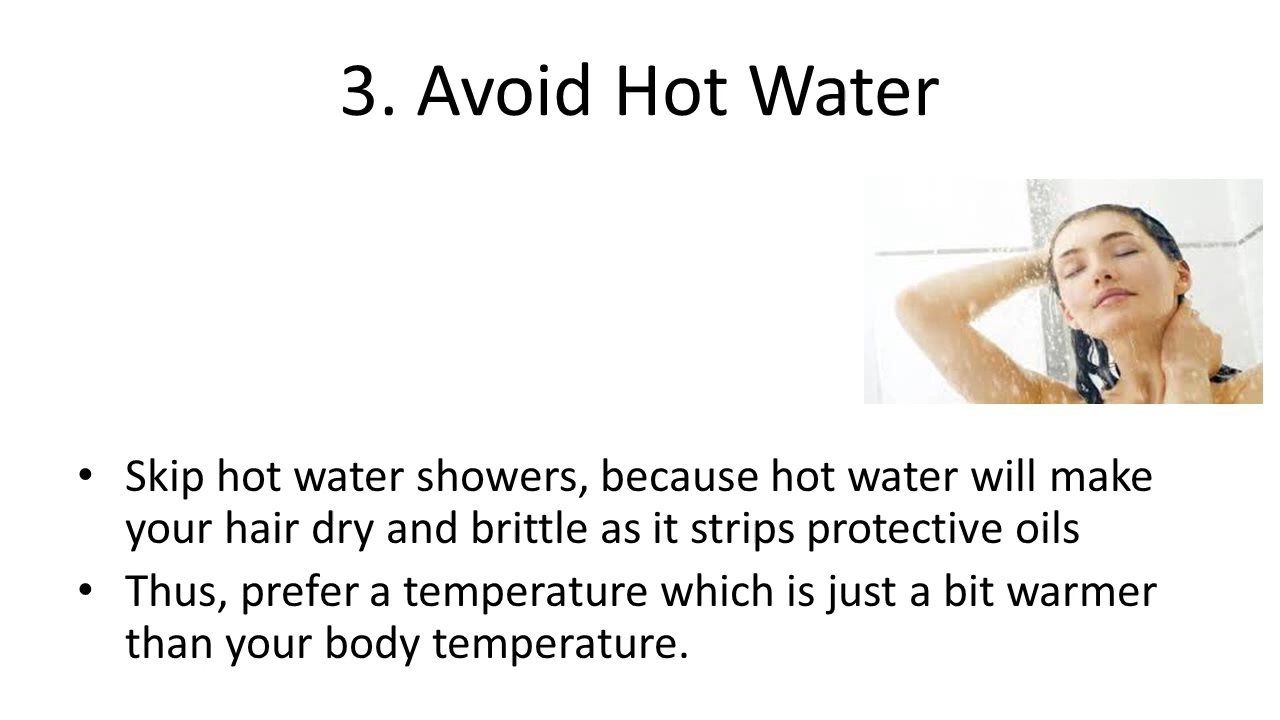 3. Avoid Hot Water
• Skip hot water showers, because hot water will make
your hair dry and brittle as it strips protective oils
• Thus, prefer a temperature which is just a bit warmer
than your body temperature.